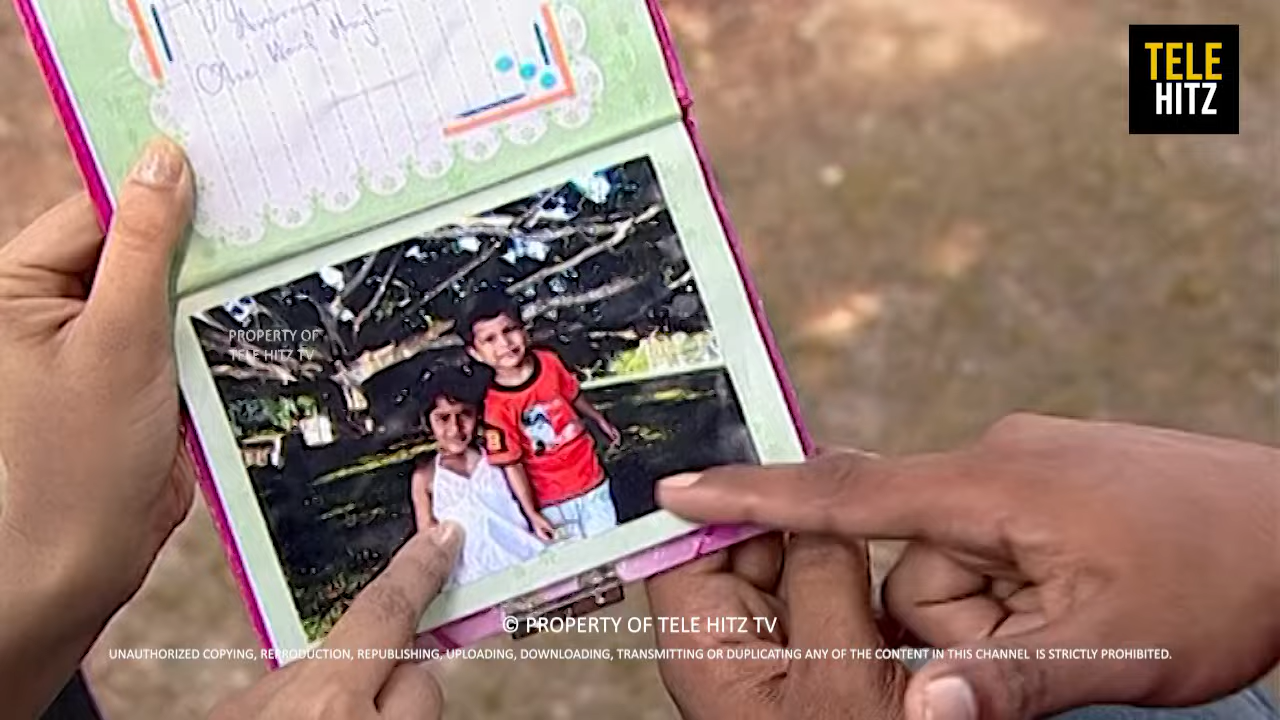 TELE
HITZ
PROPERTY OF
TELE HITZ TV
© PROPERTY OF TELE HITZ TV
UNAUTHORIZED COPYING, REPRODUCTION, REPUBLISHING, UPLOADING, DOWNLOADING, TRANSMITTING OR DUPLICATING ANY OF THE CONTENT IN THIS CHANNEL IS STRICTLY PROHIBITED.